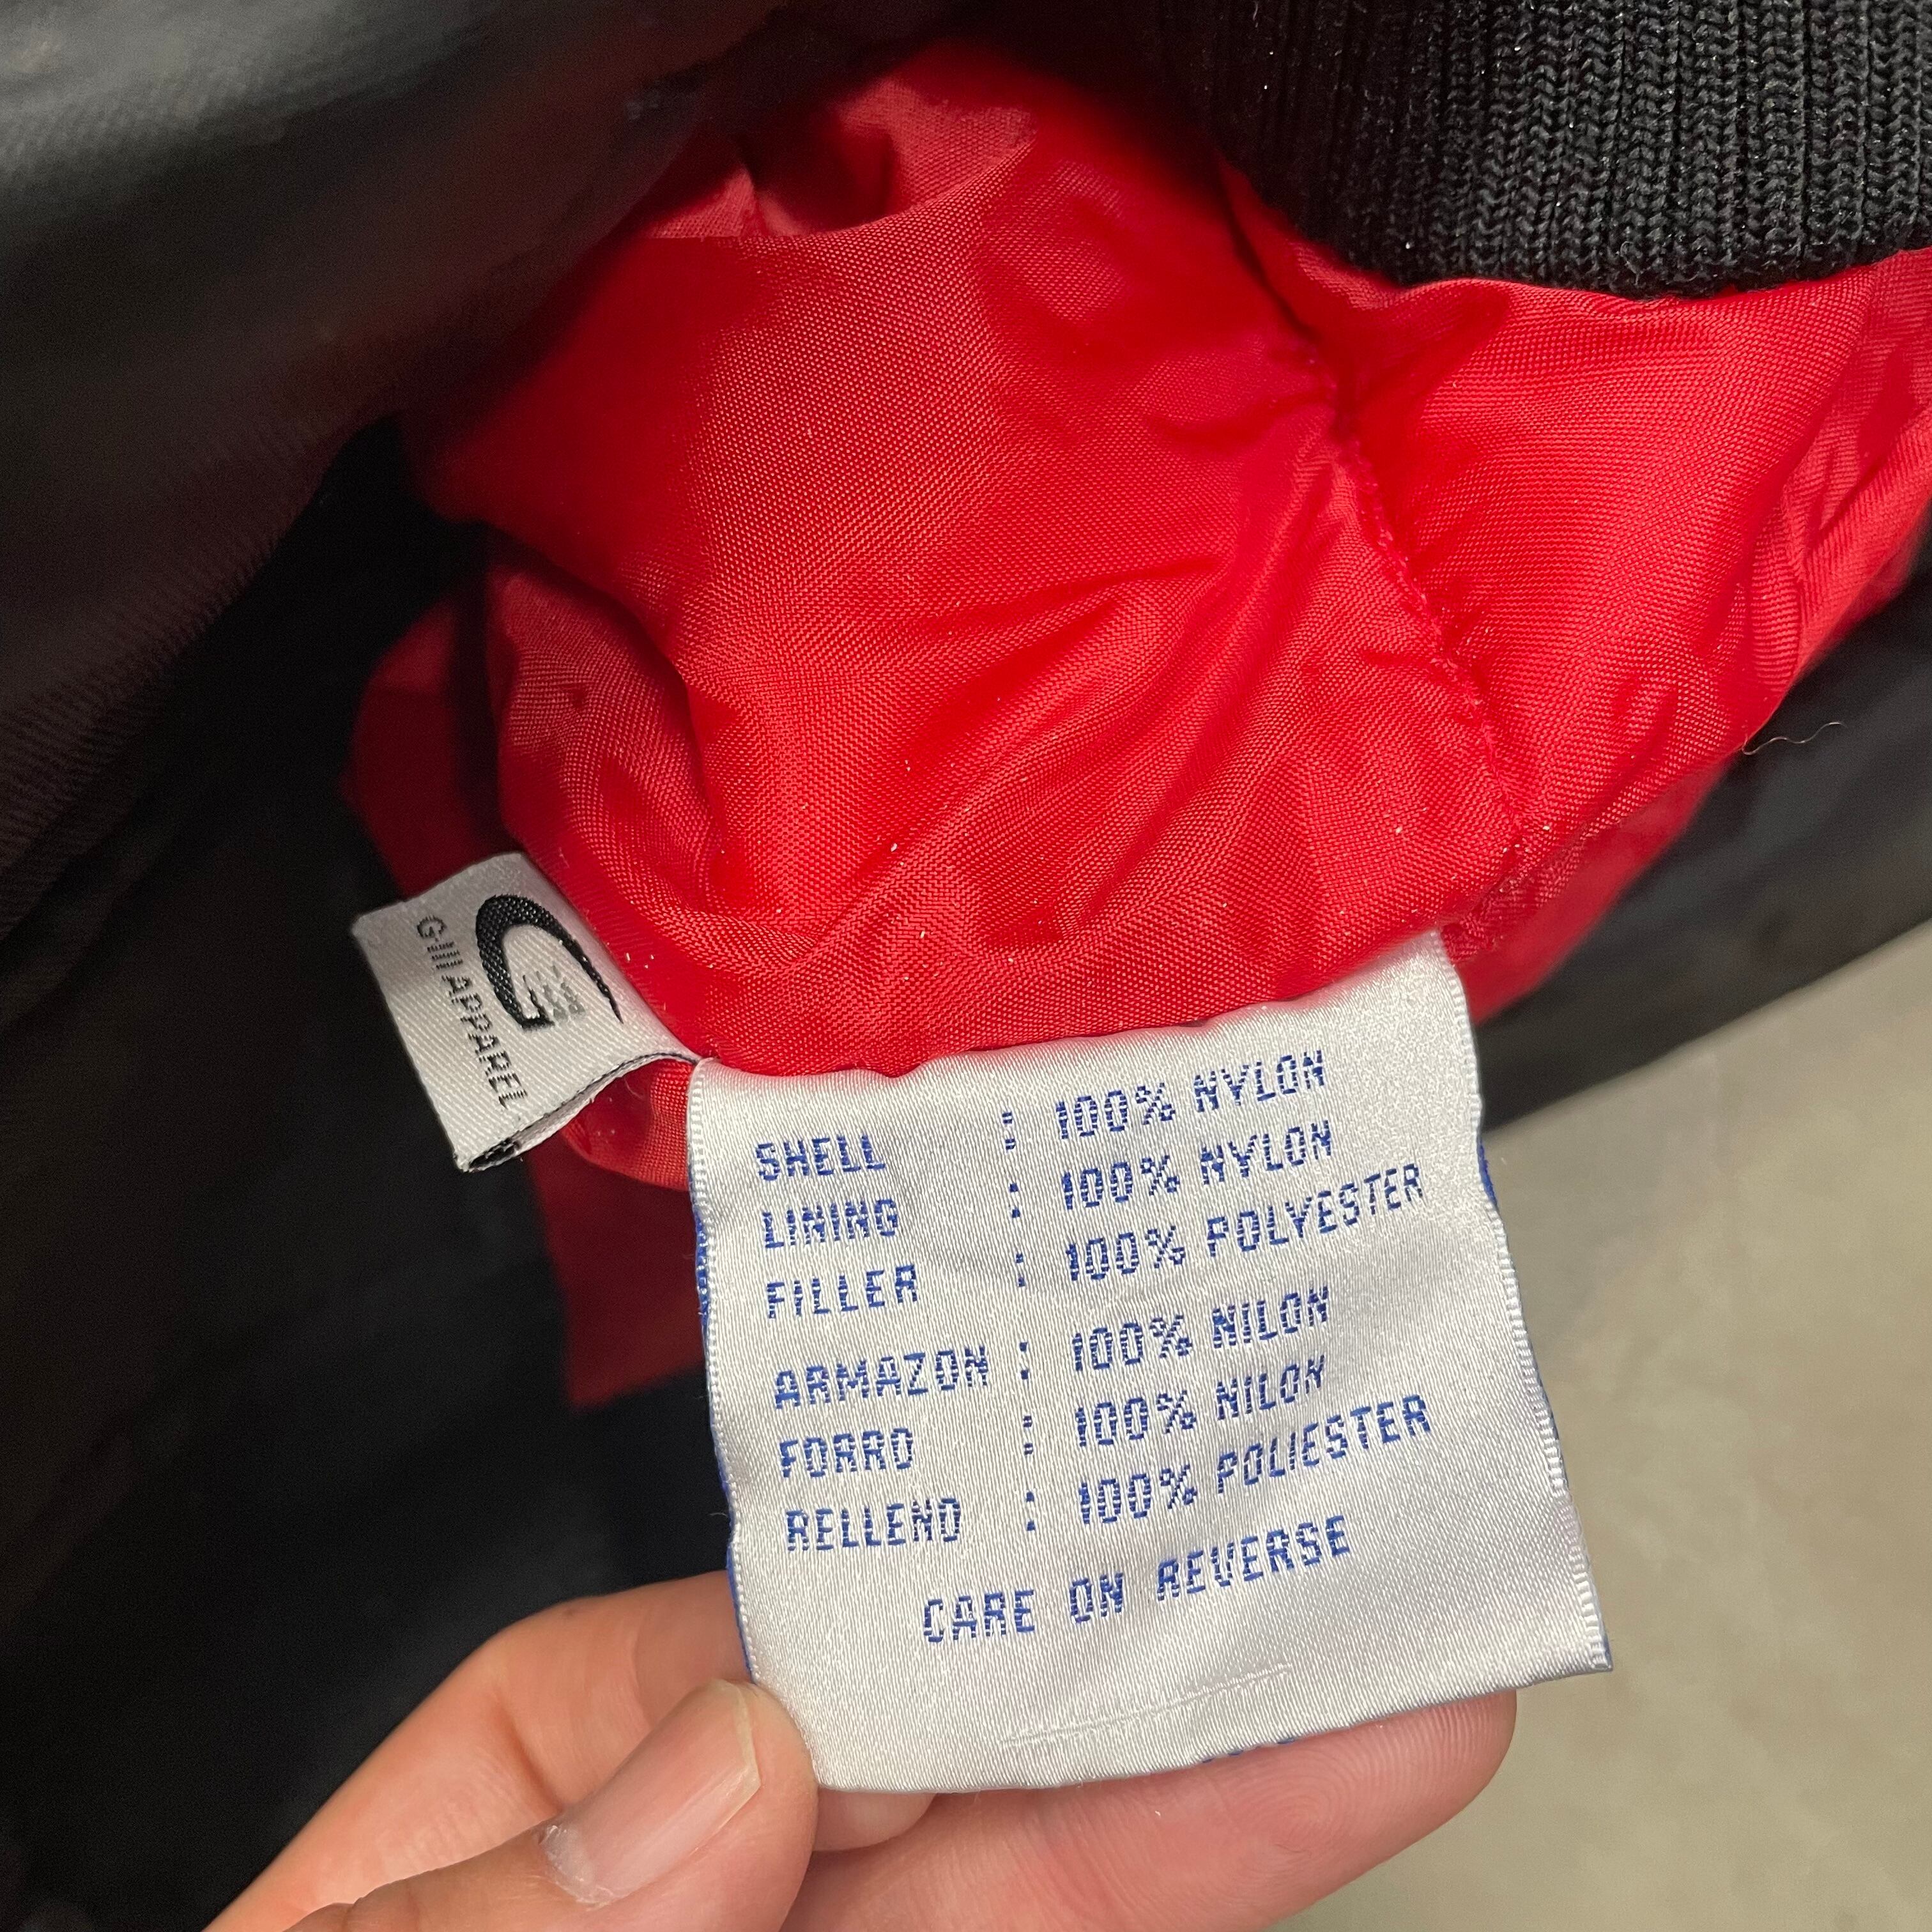 GIII APPAREL
SHELL : 100% NYLON
LINING : 100% NYLON
FILLER : 100% POLYESTER
ARMAZON : 100% NILON
FORRO : 100% NILON
RELLENO : 100% POLIESTER
CARE ON REVERSE